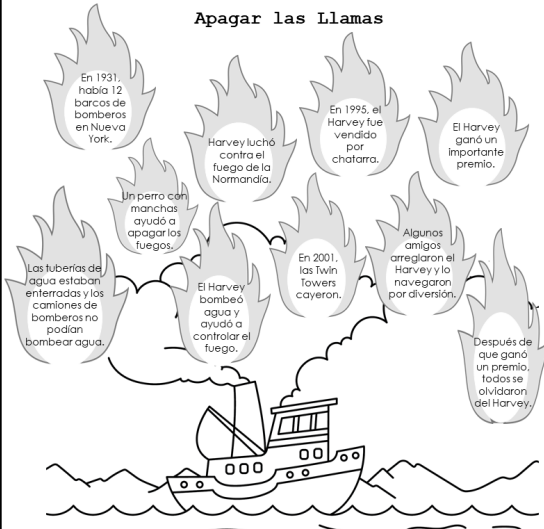 Apagar las Llamas
En 1931,
había 12
barcos de
bomberos
en Nueva
York.
Harvey luchó
contra el
fuego de la
Normandía.
En 1995, el
Harvey fue
vendido
por
chatarra.
El Harvey
ganó un
importante
premio.
Un perro con
manchas
ayudó a
apagar los
fuegos.
Las tuberías de
agua estaban
enterradas y los
camiones de
bomberos no
podían
bombear agua.
El Harvey
bombeó
agua y
ayudó a
controlar el
fuego.
En 2001,
las Twin
Towers
cayeron.
Algunos
amigos
arreglaron el
Harvey y lo
navegaron
por diversión.
Después de
que ganó
un premio,
todos se
olvidaron
del Harvey.